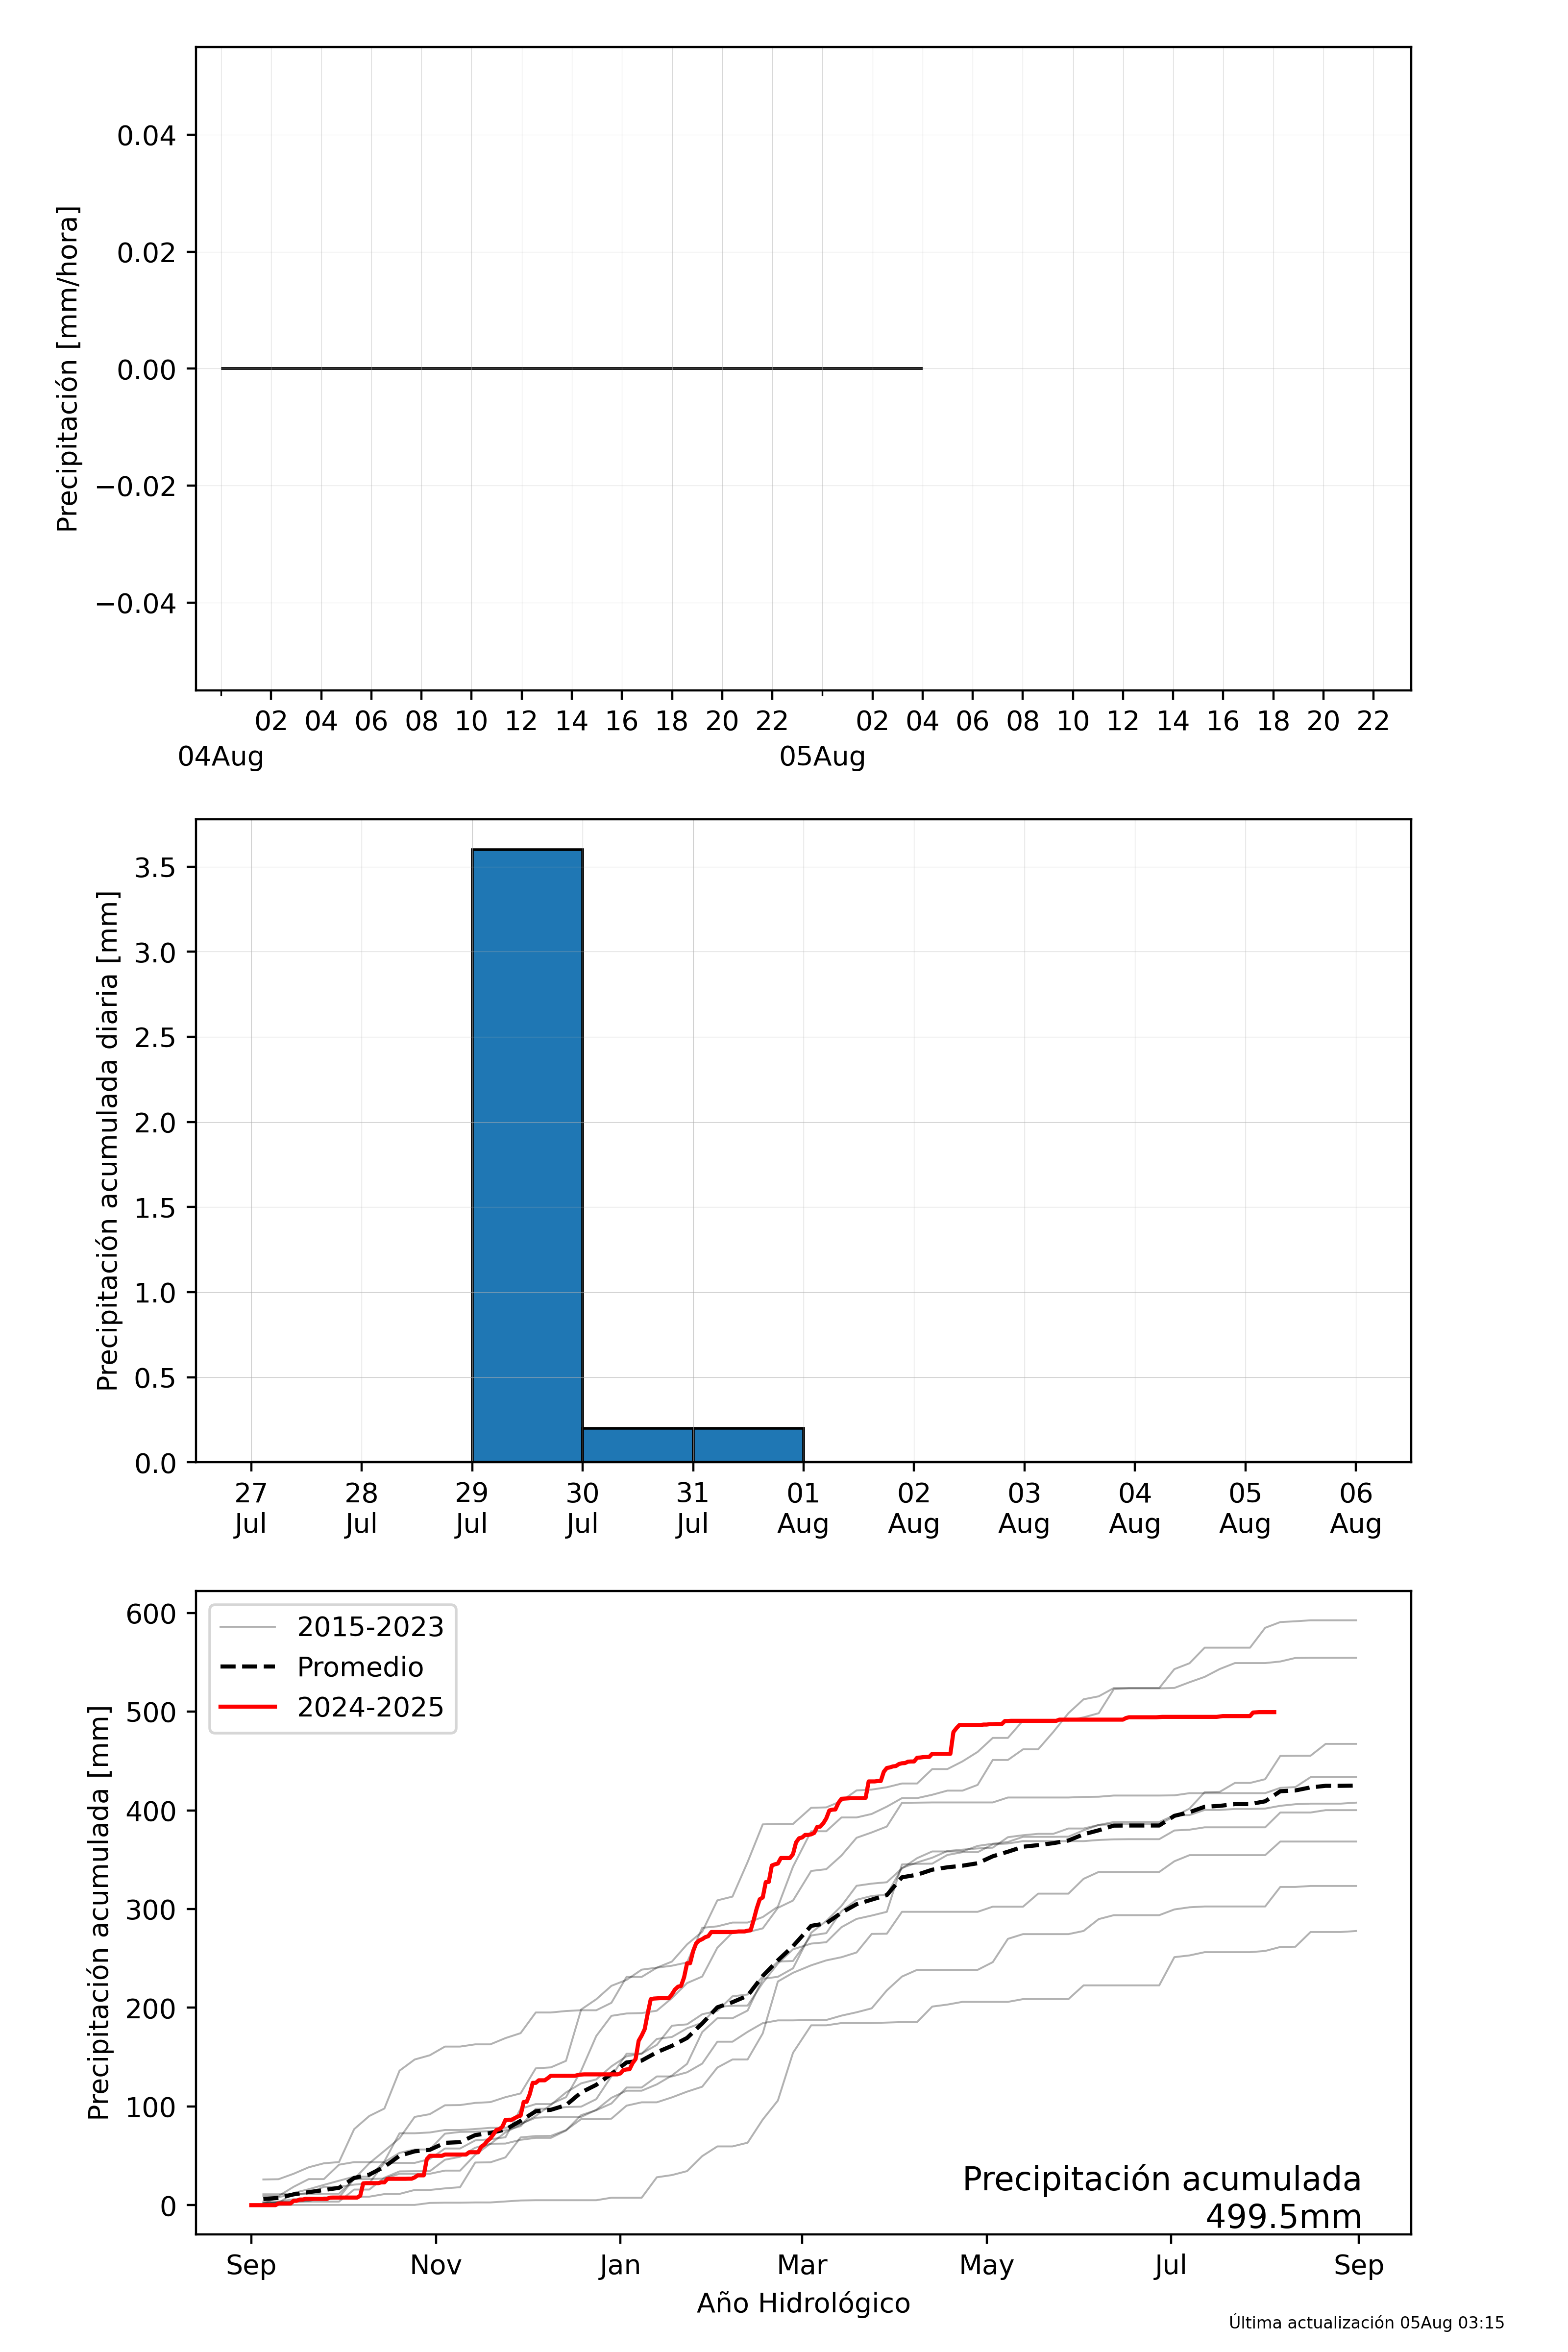 Precipitación [mm/hora]
0.04
0.02
0.00
−0.02
−0.04
02 04 06 08 10 12 14 16 18 20 22 02 04 06 08 10 12 14 16 18 20 22
04Aug 05Aug
Precipitación acumulada diaria [mm]
3.5
3.0
2.5
2.0
1.5
1.0
0.5
0.0
27 28 29 30 31 01 02 03 04 05 06
Jul Jul Jul Jul Jul Aug Aug Aug Aug Aug Aug
Precipitación acumulada [mm]
600
500
400
300
200
100
0
2015-2023
Promedio
2024-2025
Precipitación acumulada
499.5mm
Sep Nov Jan Mar May Jul Sep
Año Hidrológico
Última actualización 05Aug 03:15